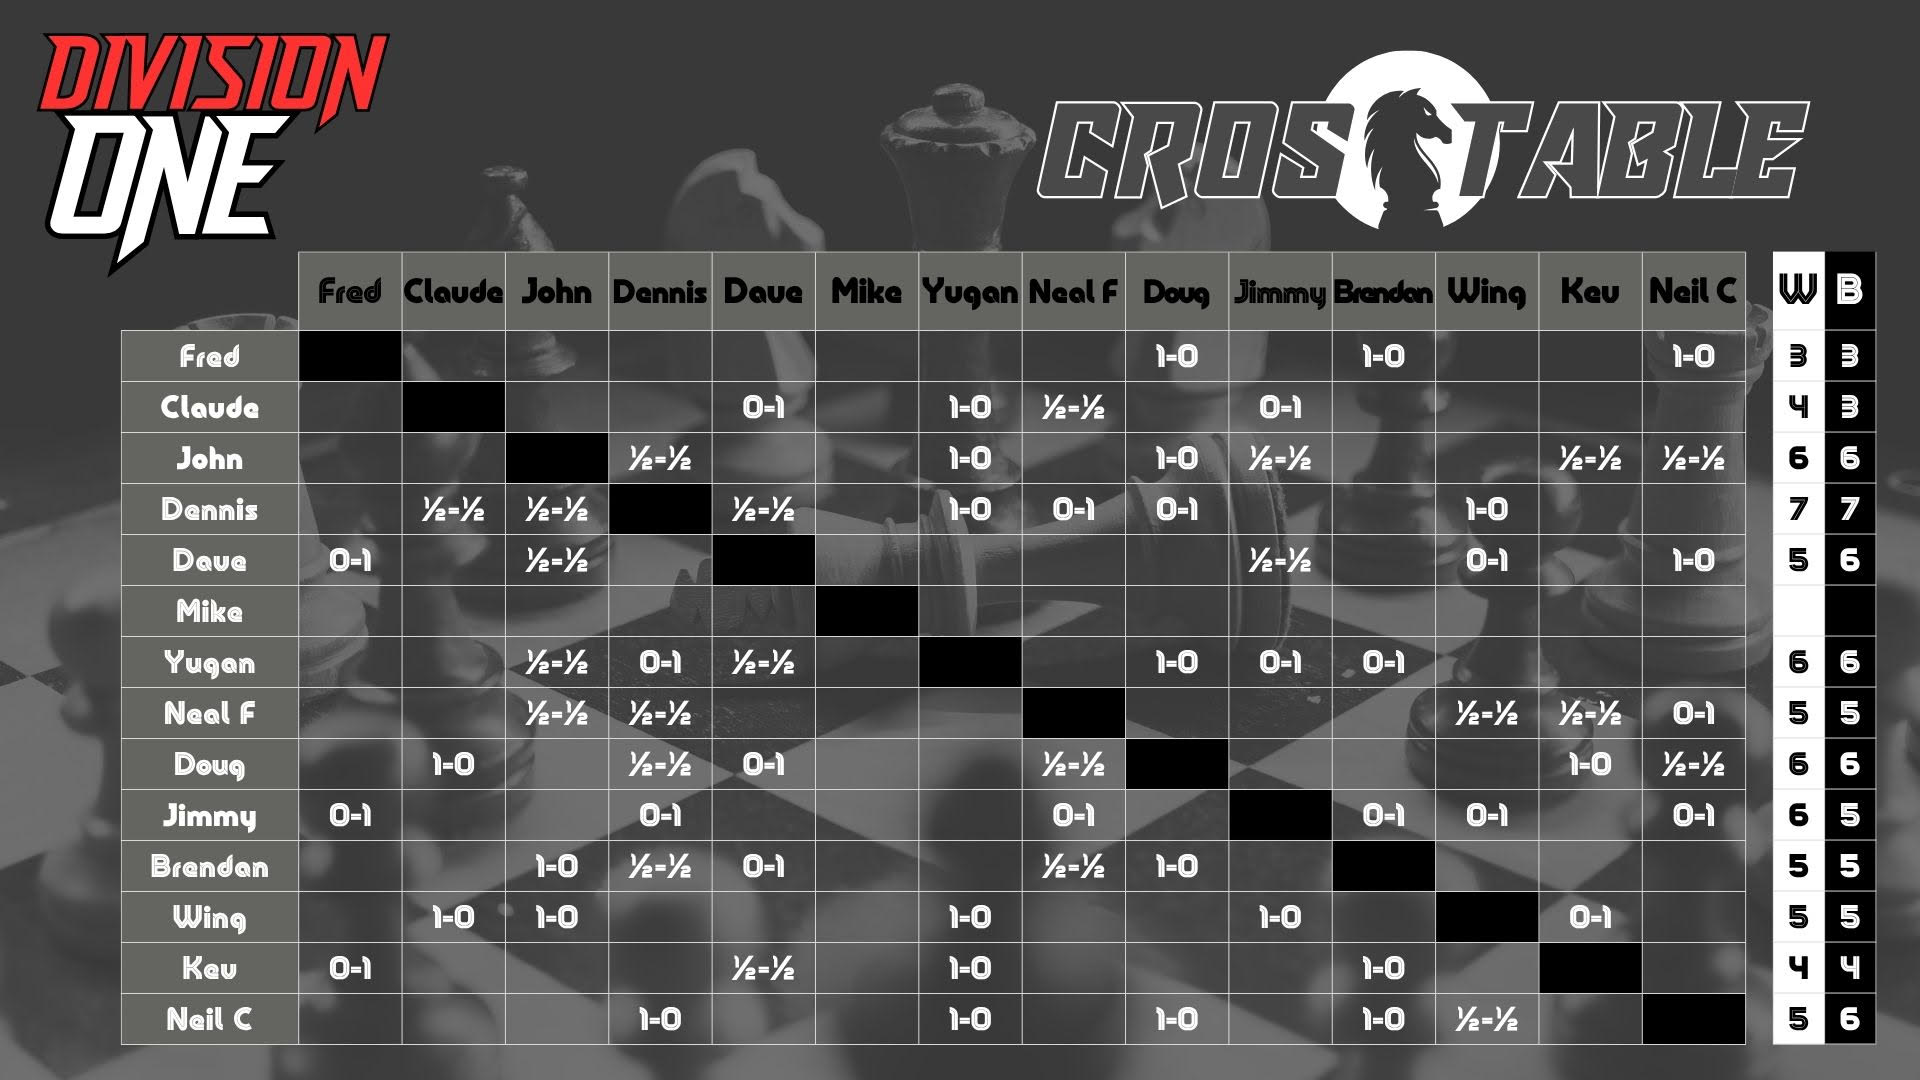 DIVISION
ONE
CROSSTABLE
Fred Claude John Dennis Dave Mike Yugan Neal F Doug Jimmy Brendan Wing Kev Neil C W B
Fred 1-0 1-0 1-0 3 3
Claude 0-1 1-0 ½-½ 0-1 4 3
John ½-½ 1-0 1-0 ½-½ ½-½ ½-½ 6 6
Dennis ½-½ ½-½ ½-½ 1-0 0-1 0-1 1-0 7 7
Dave 0-1 ½-½ ½-½ 0-1 1-0 5 6
Mike
Yugan ½-½ 0-1 ½-½ 1-0 0-1 0-1 6 6
Neal F ½-½ ½-½ ½-½ ½-½ 0-1 5 5
Doug 1-0 ½-½ 0-1 ½-½ 1-0 ½-½ 6 6
Jimmy 0-1 0-1 0-1 0-1 0-1 0-1 6 5
Brendan 1-0 ½-½ 0-1 ½-½ 1-0 5 5
Wing 1-0 1-0 1-0 1-0 0-1 5 5
Kev 0-1 ½-½ 1-0 1-0 4 4
Neil C 1-0 1-0 1-0 1-0 ½-½ 5 6